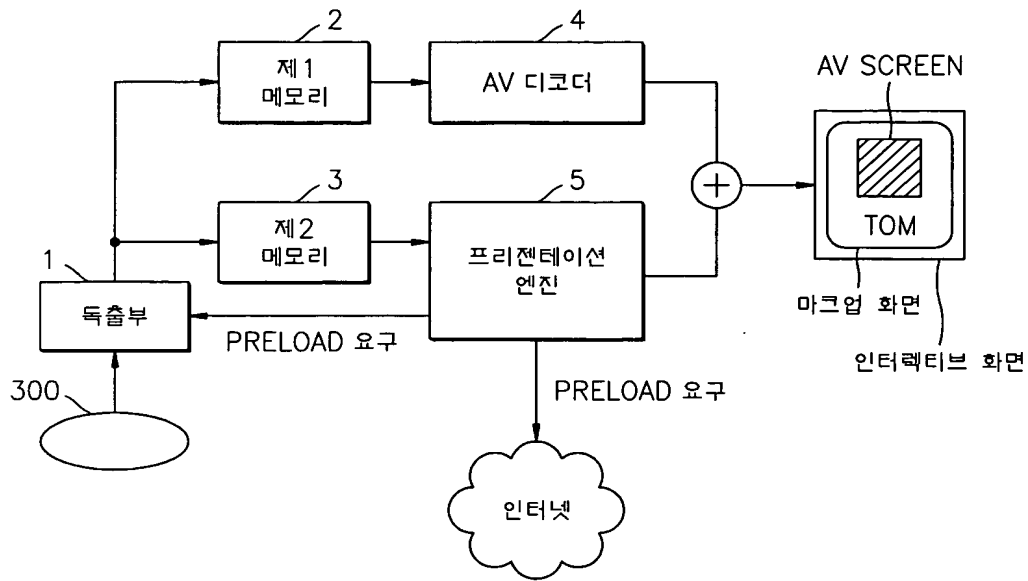 2
제1
메모리
4
AV 디코더
AV SCREEN
TOM
마크업 화면
인터렉티브 화면
3
제2
메모리
5
프리젠테이션
엔진
1
독출부
PRELOAD 요구
300
PRELOAD 요구
인터넷